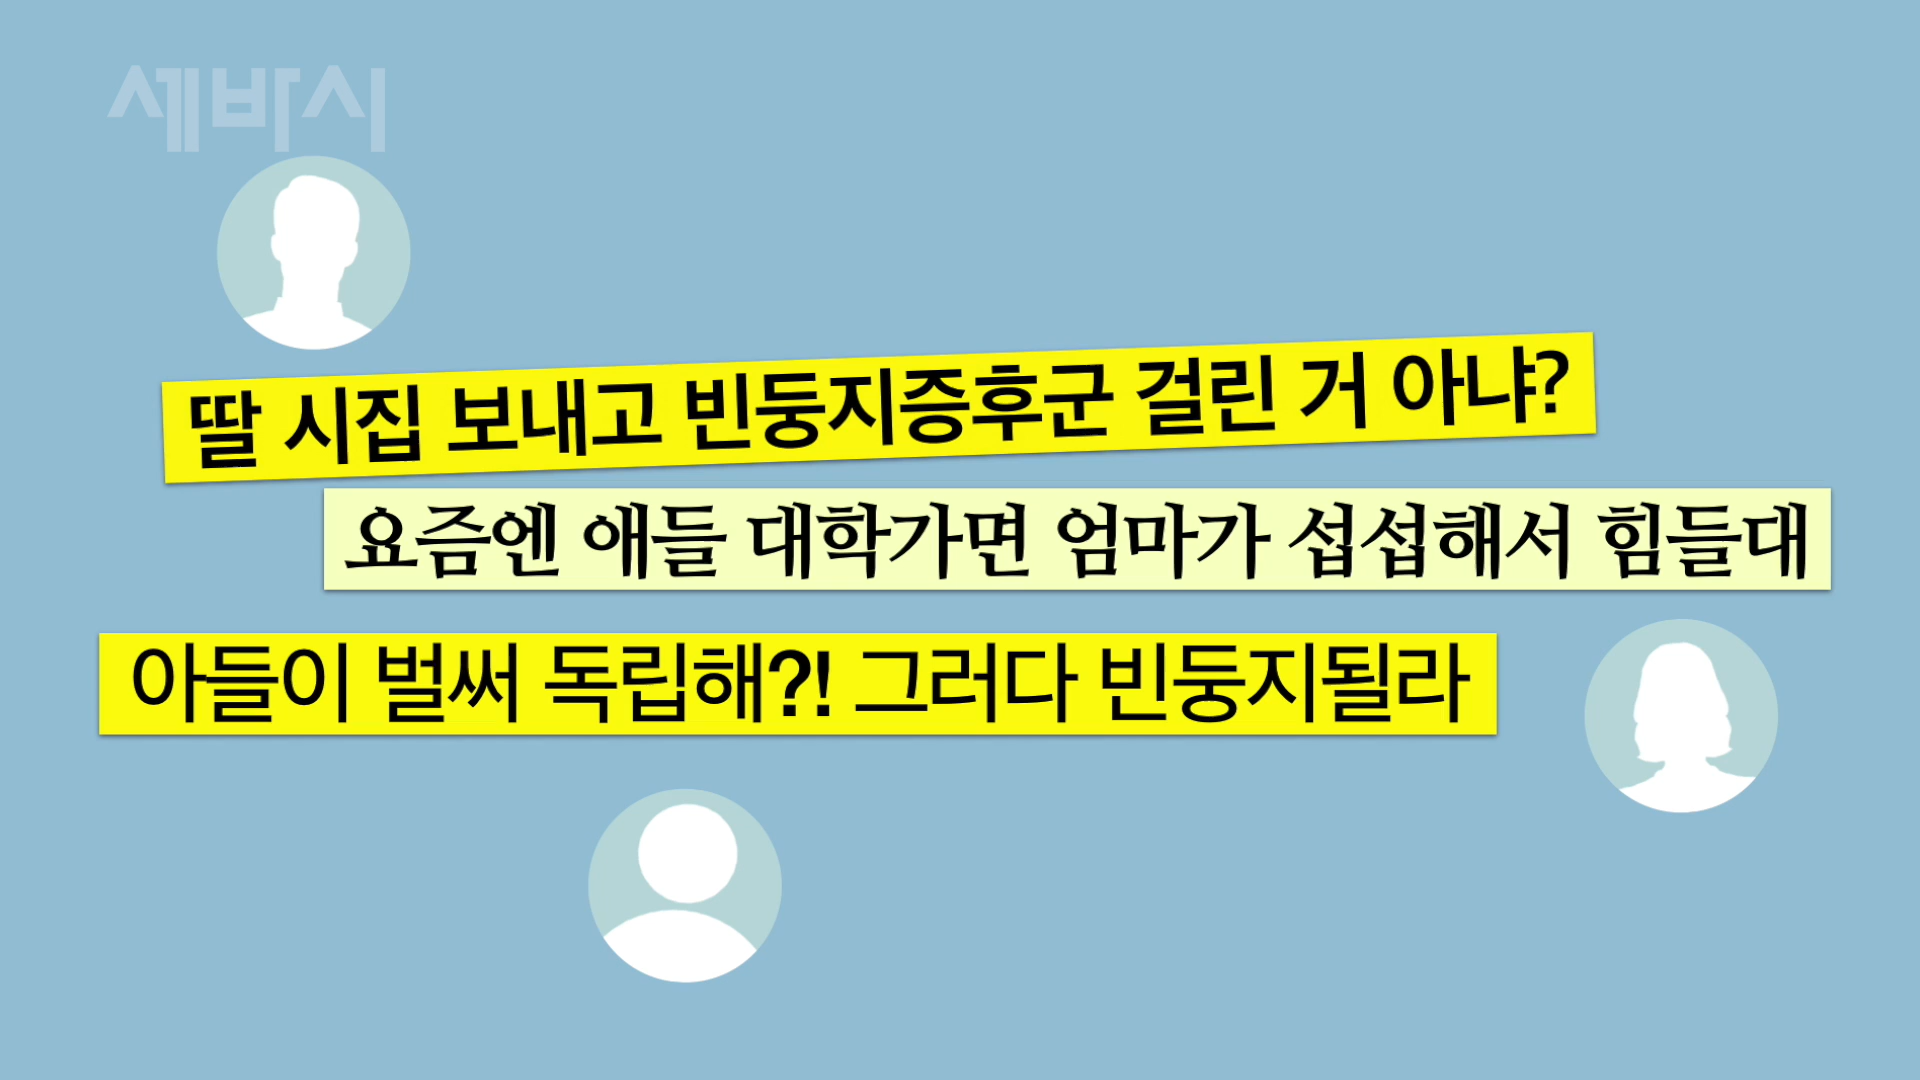 세바시
딸 시집 보내고 빈둥지증후군 걸린 거 아냐?
요즘엔 애들 대학가면 엄마가 섭섭해서 힘들대
아들이 벌써 독립해?! 그러다 빈둥지될라